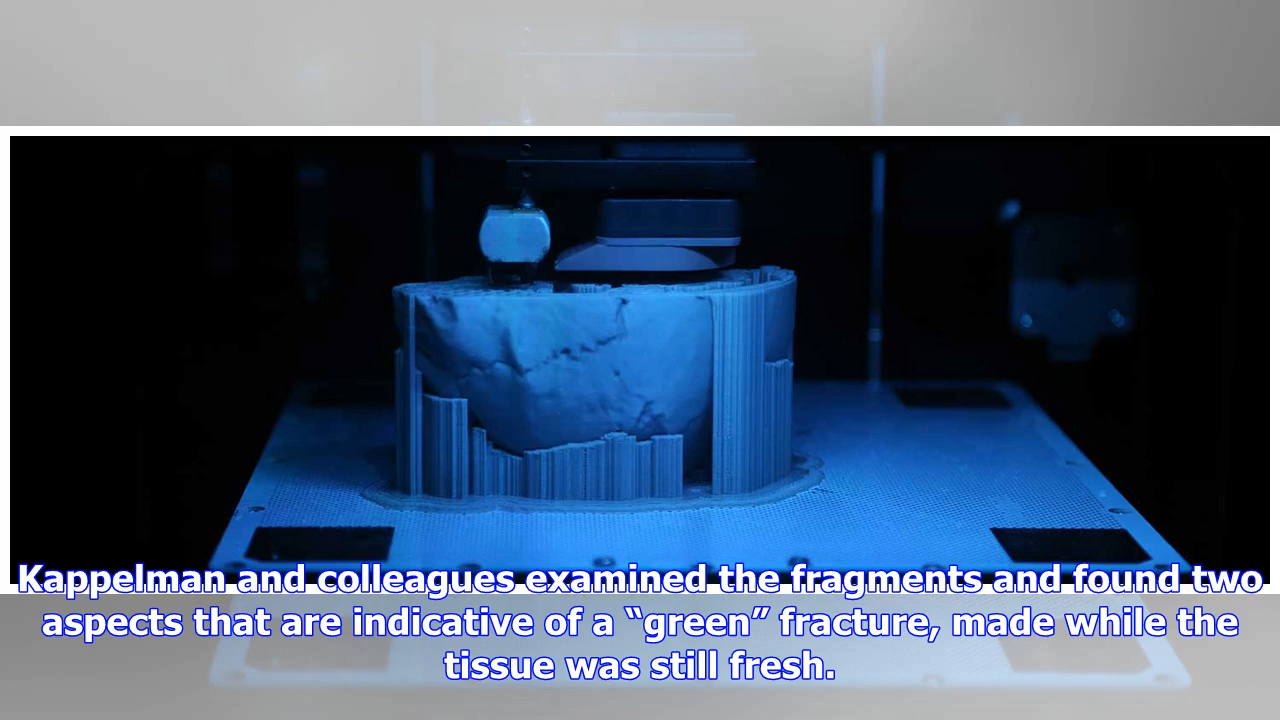 Kappelman and colleagues examined the fragments and found two
aspects that are indicative of a “green” fracture, made while the
tissue was still fresh.